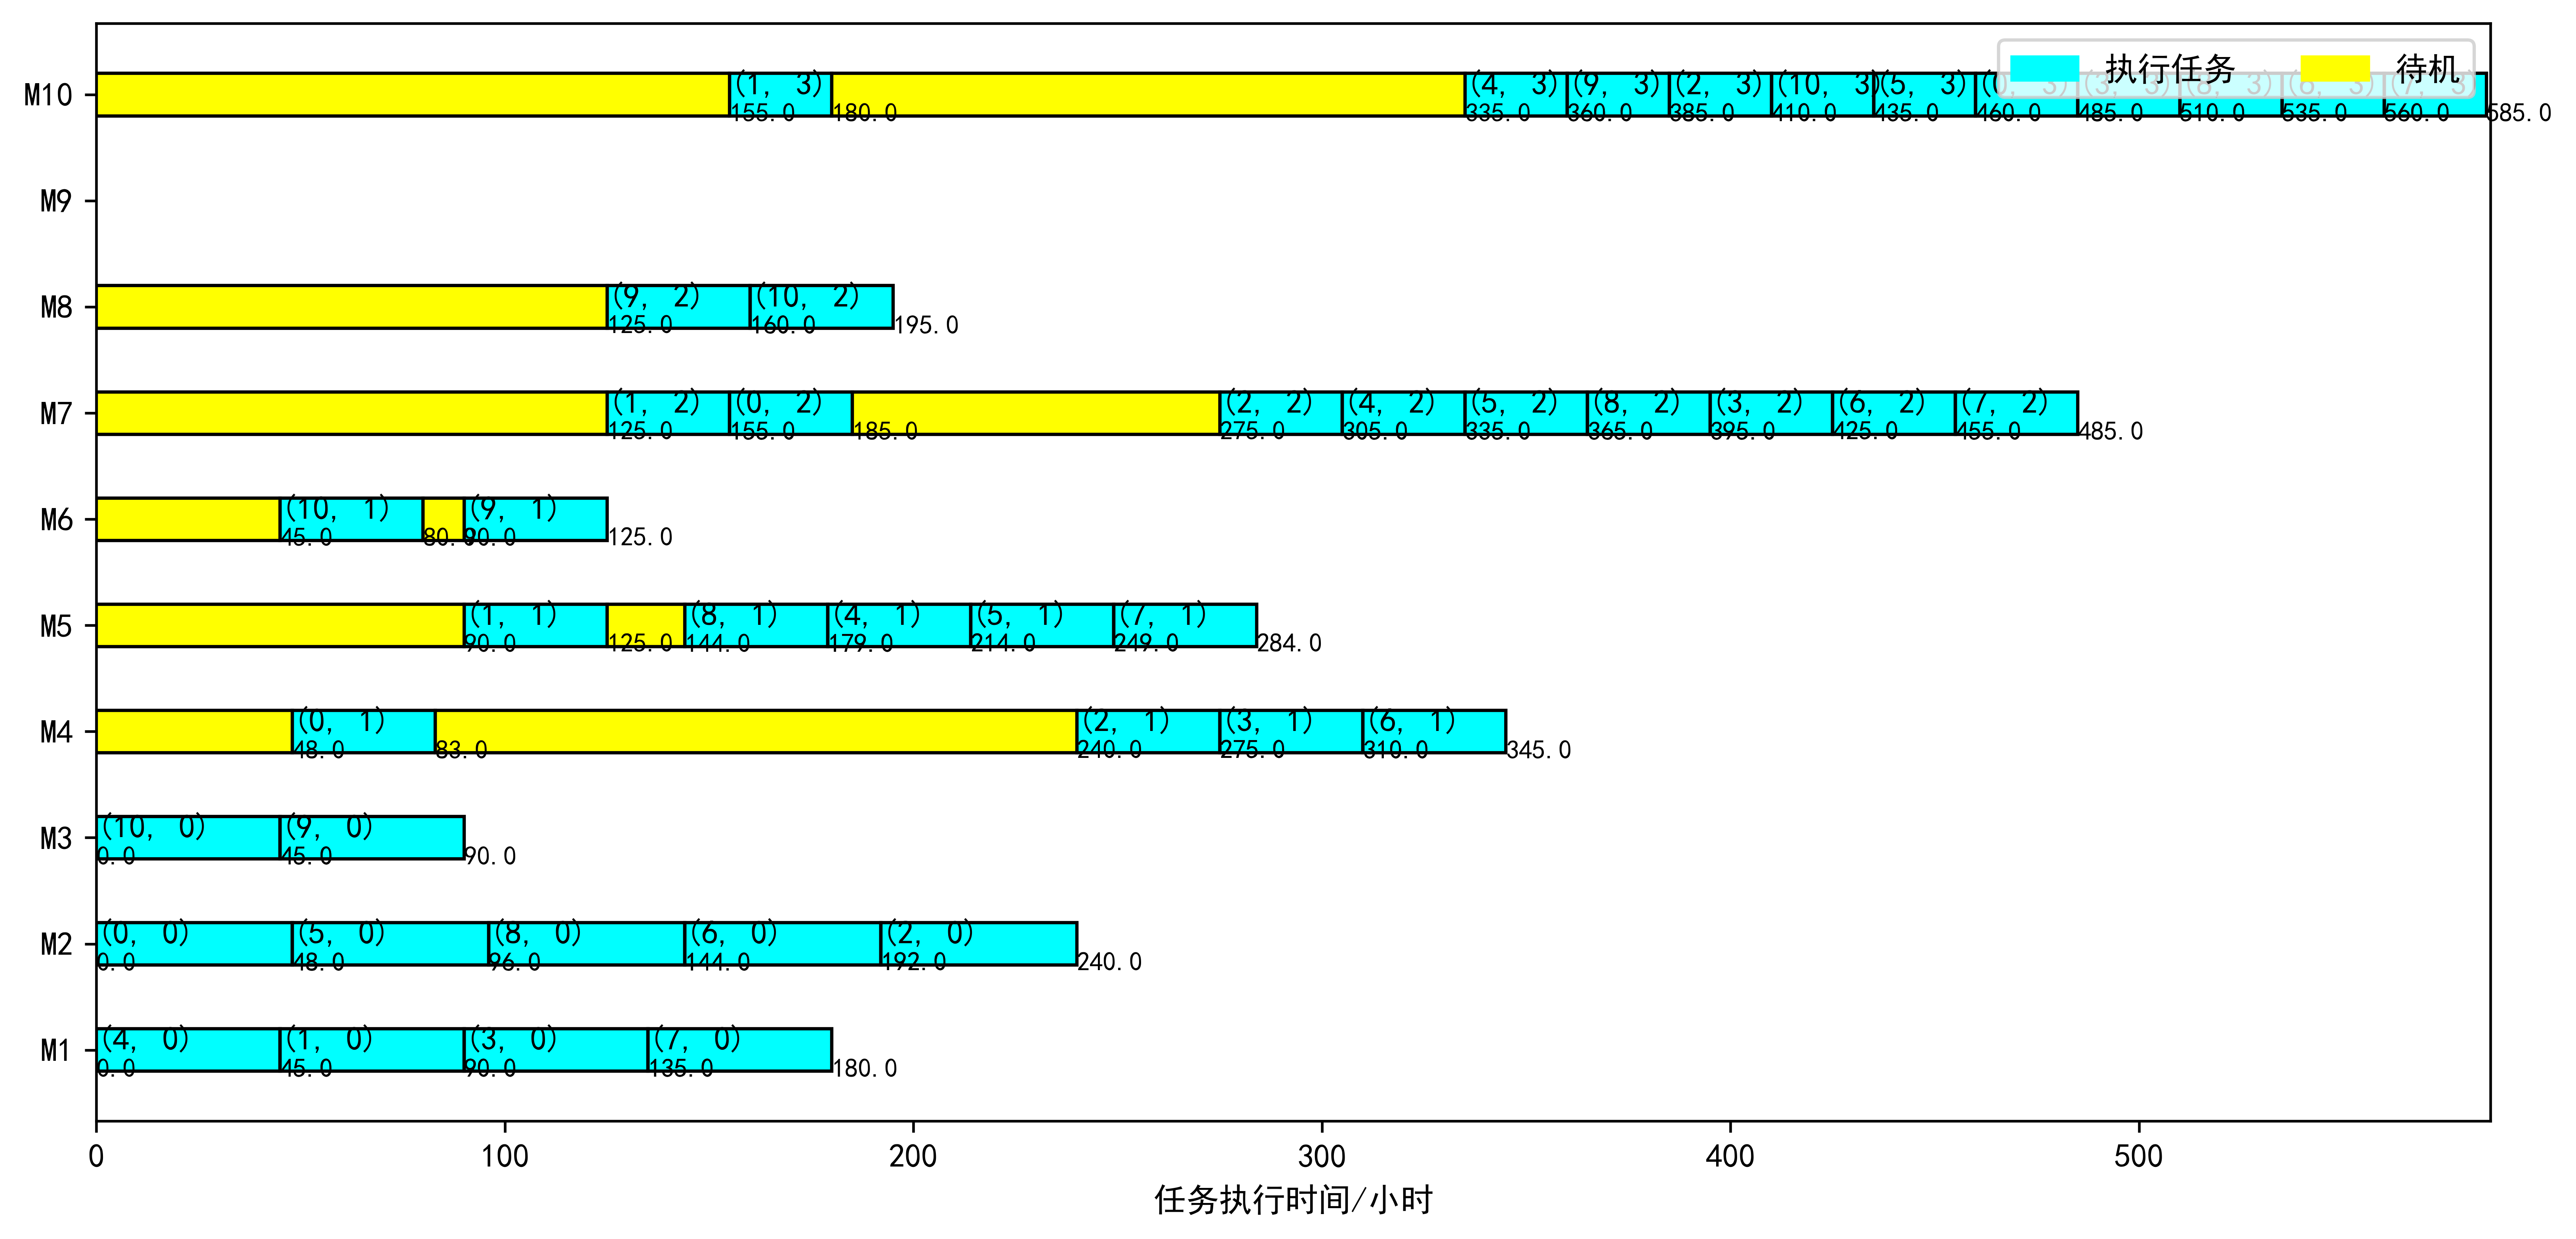 执行任务 待机
M10 (1, 3) (4, 3) (9, 3) (2, 3) (10, 3) (5, 3) (0, 3) (3, 3) (8, 3) (6, 3) (7, 3)
155.0 180.0 335.0 360.0 385.0 410.0 435.0 460.0 485.0 510.0 535.0 560.0 585.0
M9
M8 (9, 2) (10, 2)
125.0 160.0 195.0
M7 (1, 2) (0, 2) (2, 2) (4, 2) (5, 2) (8, 2) (3, 2) (6, 2) (7, 2)
125.0 155.0 185.0 275.0 305.0 335.0 365.0 395.0 425.0 455.0 485.0
M6 (10, 1) (9, 1)
45.0 80.0 90.0 125.0
M5 (1, 1) (8, 1) (4, 1) (5, 1) (7, 1)
90.0 125.0 144.0 179.0 214.0 249.0 284.0
M4 (0, 1) (2, 1) (3, 1) (6, 1)
48.0 83.0 240.0 275.0 310.0 345.0
M3 (10, 0) (9, 0)
0.0 45.0 90.0
M2 (0, 0) (5, 0) (8, 0) (6, 0) (2, 0)
0.0 48.0 96.0 144.0 192.0 240.0
M1 (4, 0) (1, 0) (3, 0) (7, 0)
0.0 45.0 90.0 135.0 180.0
0 100 200 300 400 500
任务执行时间/小时